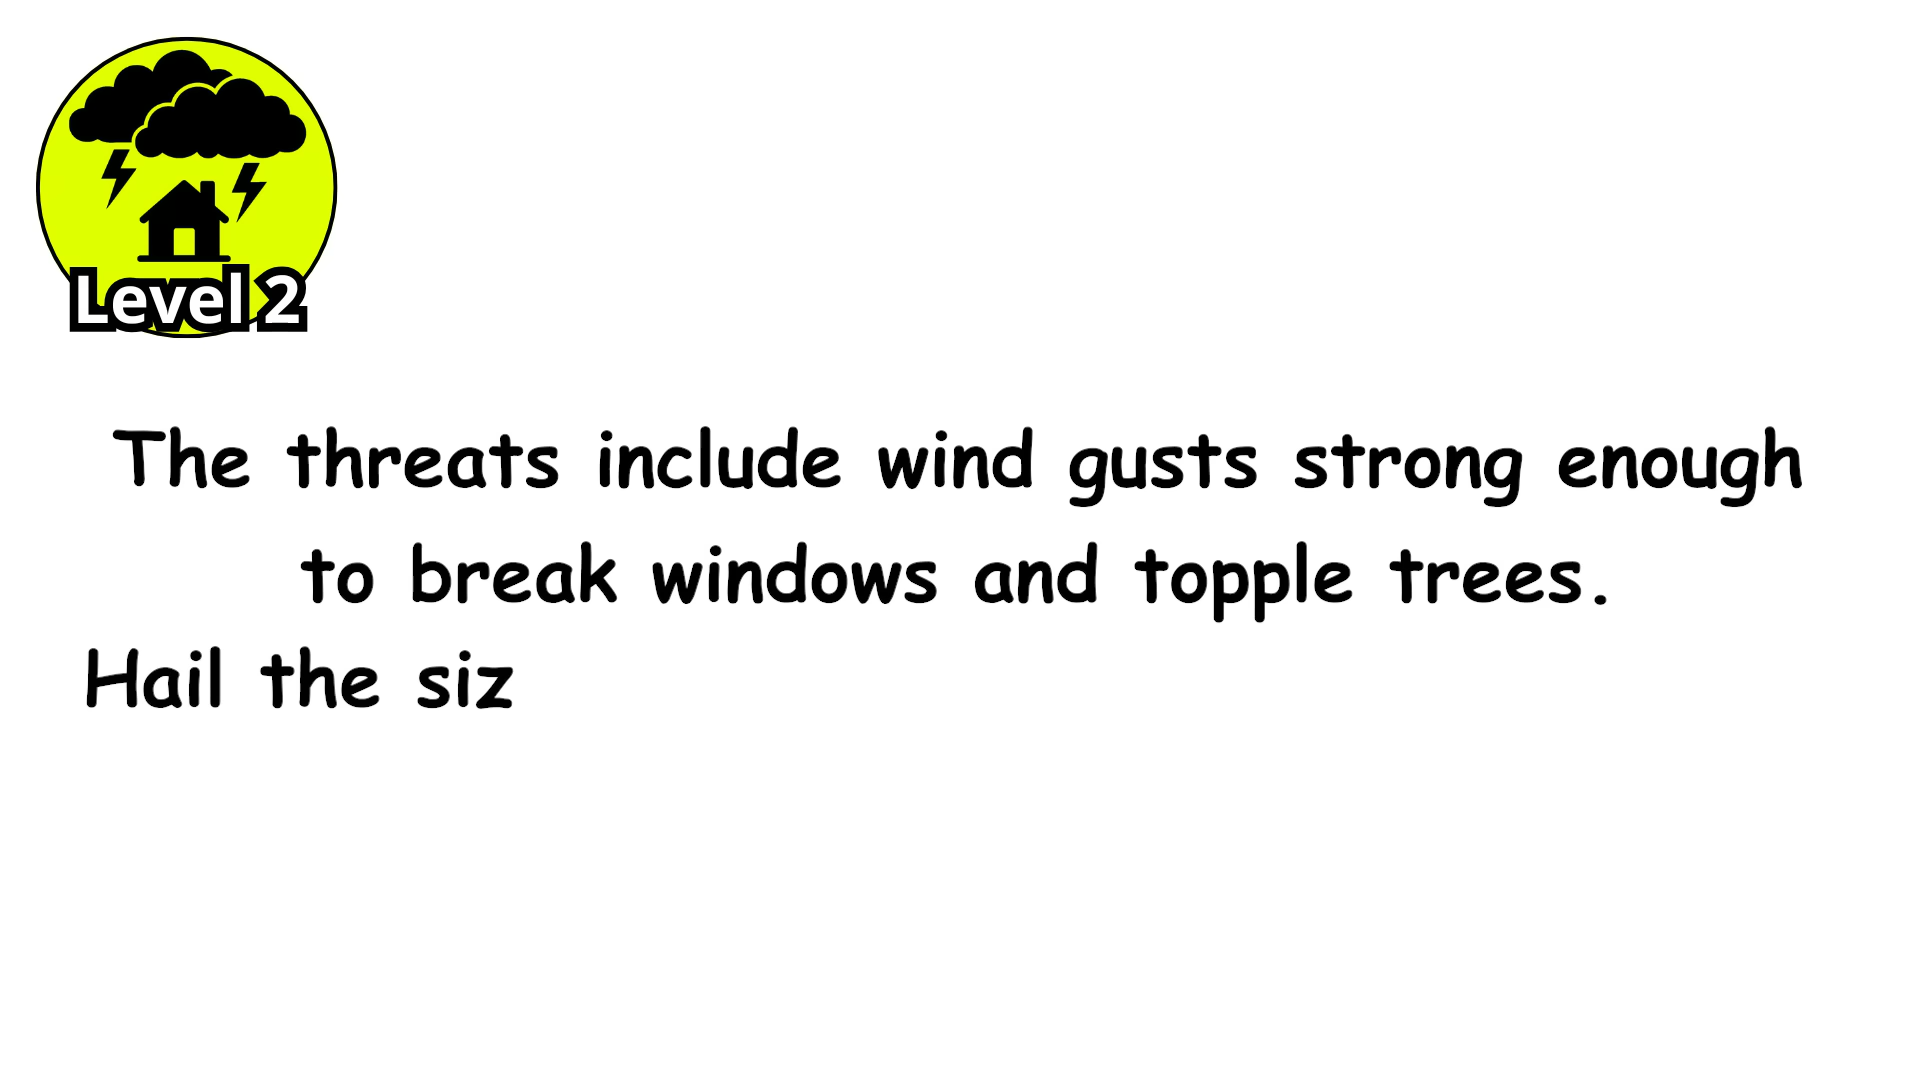 Level 2
The threats include wind gusts strong enough
to break windows and topple trees.
Hail the siz